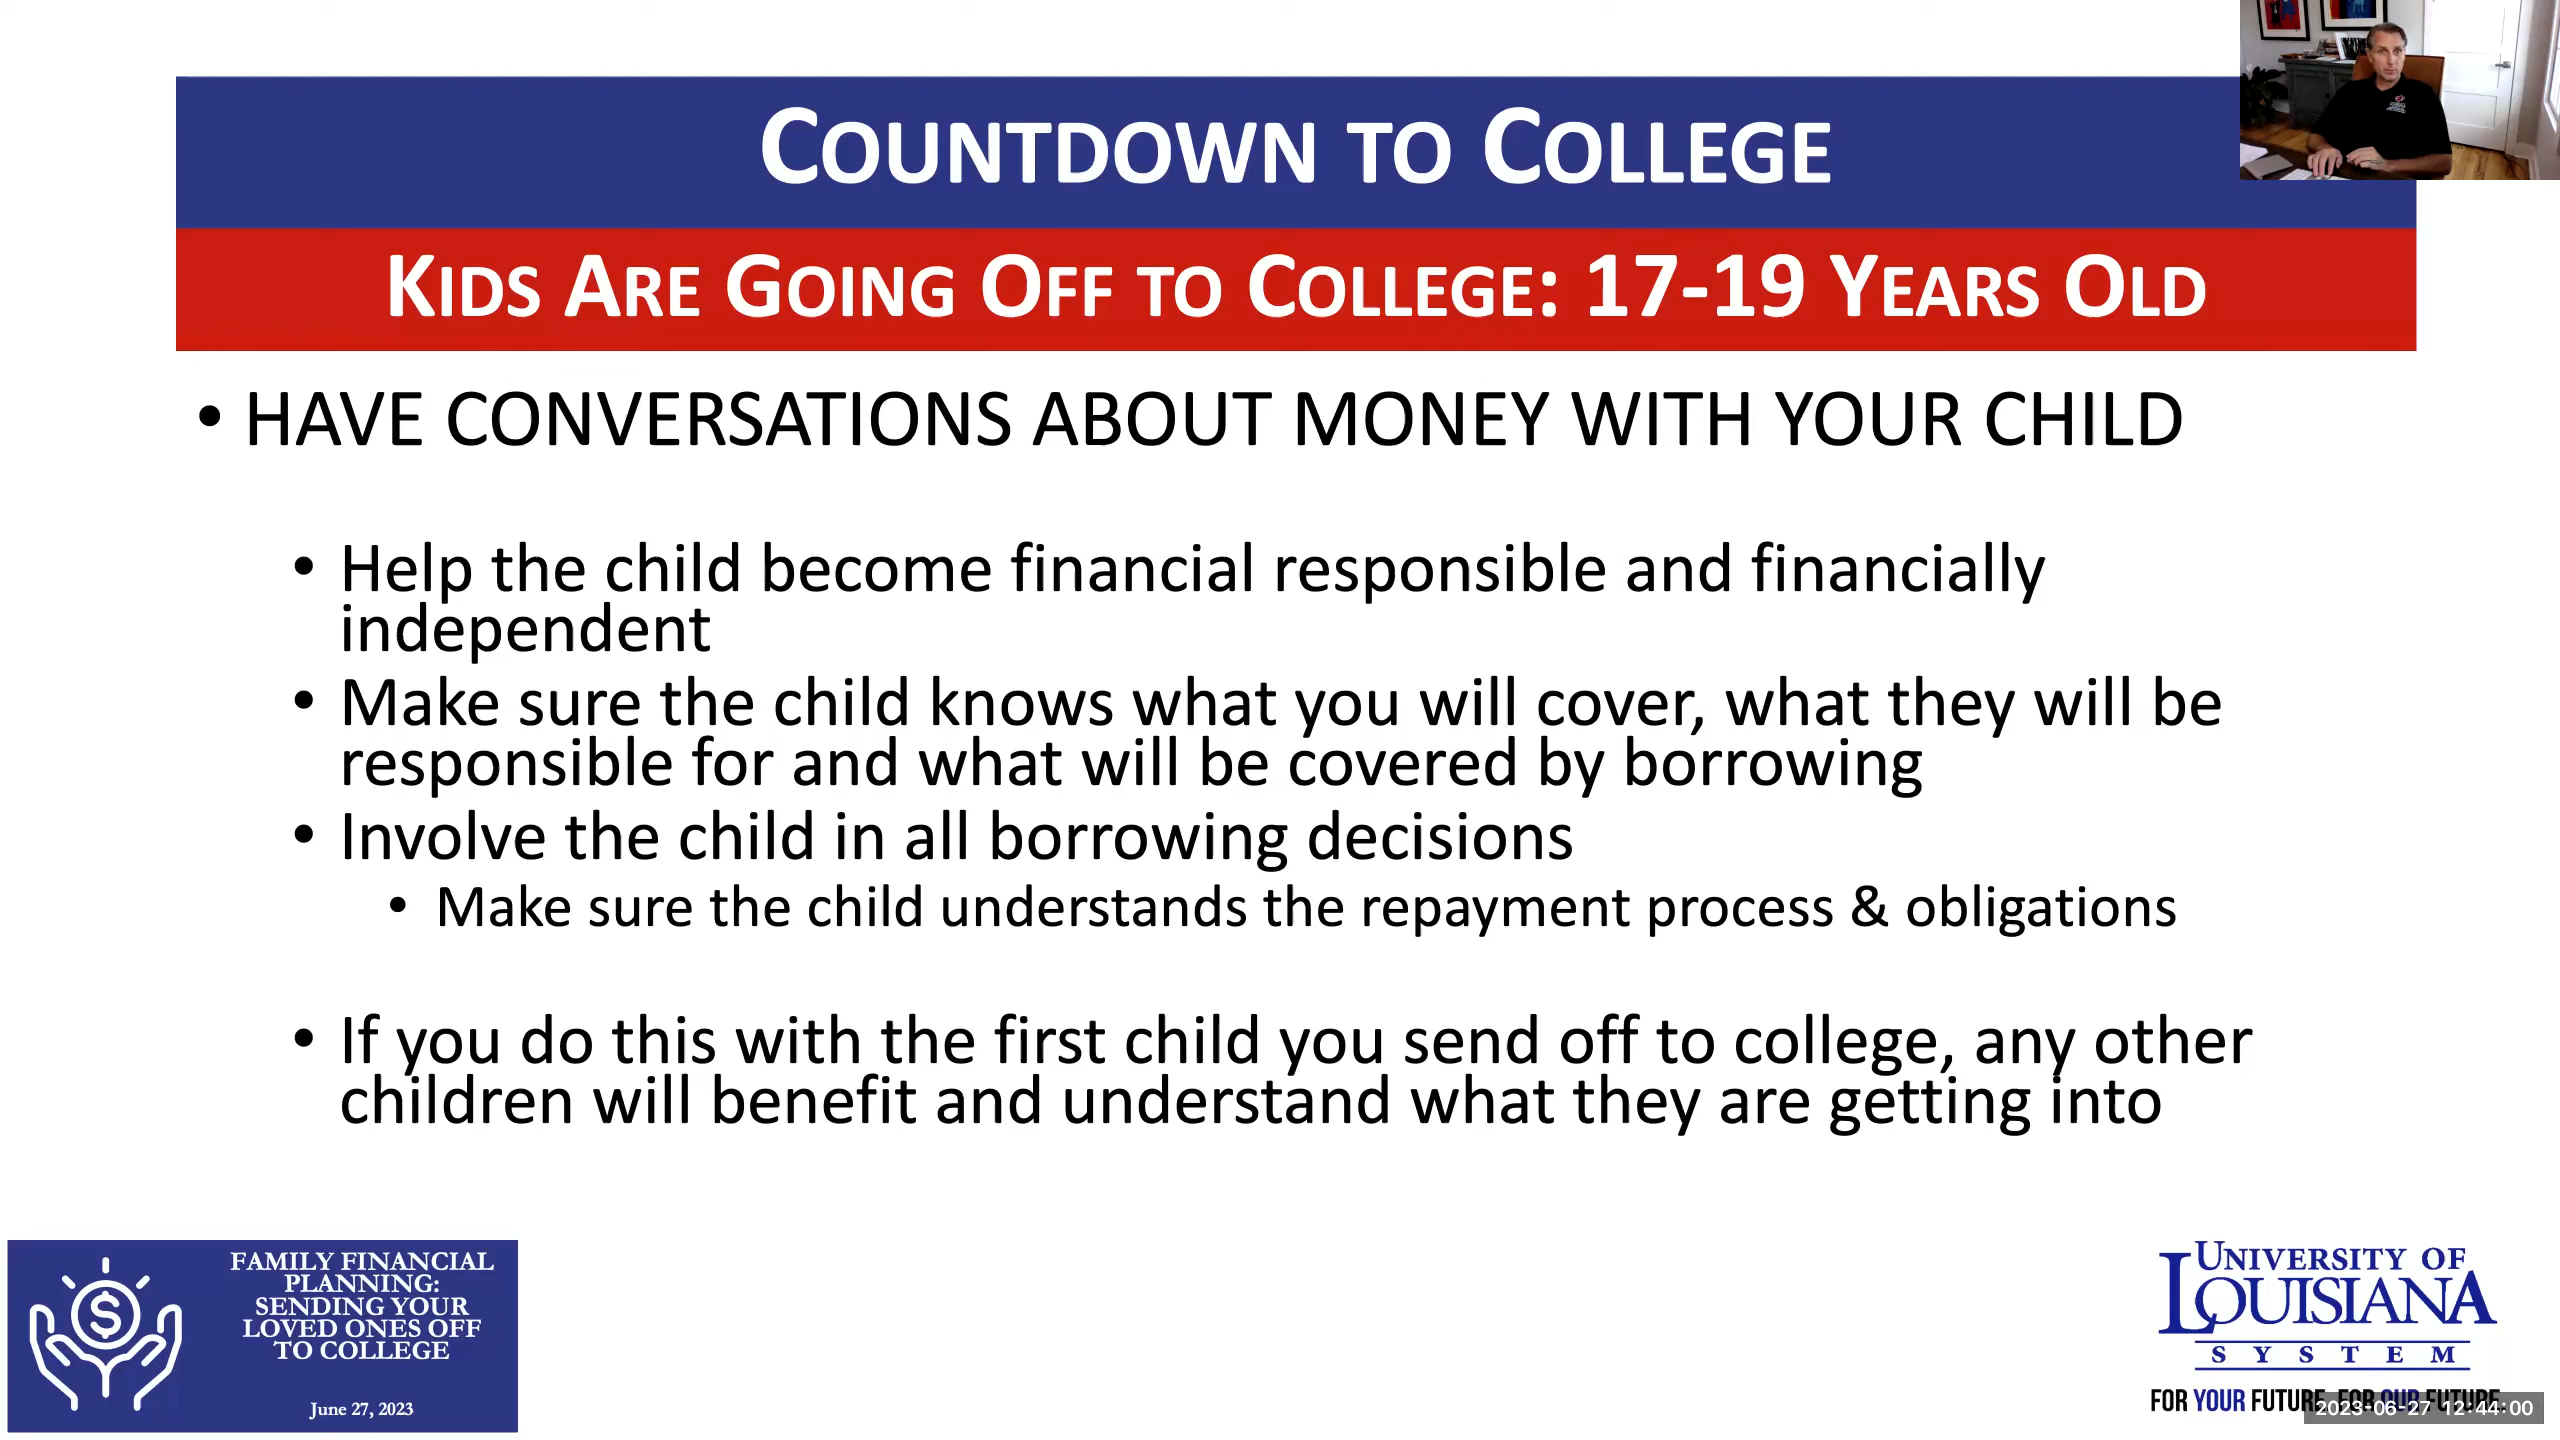 COUNTDOWN TO COLLEGE
KIDS ARE GOING OFF TO COLLEGE: 17-19 YEARS OLD
• HAVE CONVERSATIONS ABOUT MONEY WITH YOUR CHILD
• Help the child become financial responsible and financially
independent
• Make sure the child knows what you will cover, what they will be
responsible for and what will be covered by borrowing
• Involve the child in all borrowing decisions
• Make sure the child understands the repayment process & obligations
• If you do this with the first child you send off to college, any other
children will benefit and understand what they are getting into
FAMILY FINANCIAL
PLANNING:
SENDING YOUR
LOVED ONES OFF
TO COLLEGE
June 27, 2023
UNIVERSITY OF
LOUISIANA
SYSTEM
FOR YOUR FUTURE. FOR OUR FUTURE.
2023-06-27 12:44:00